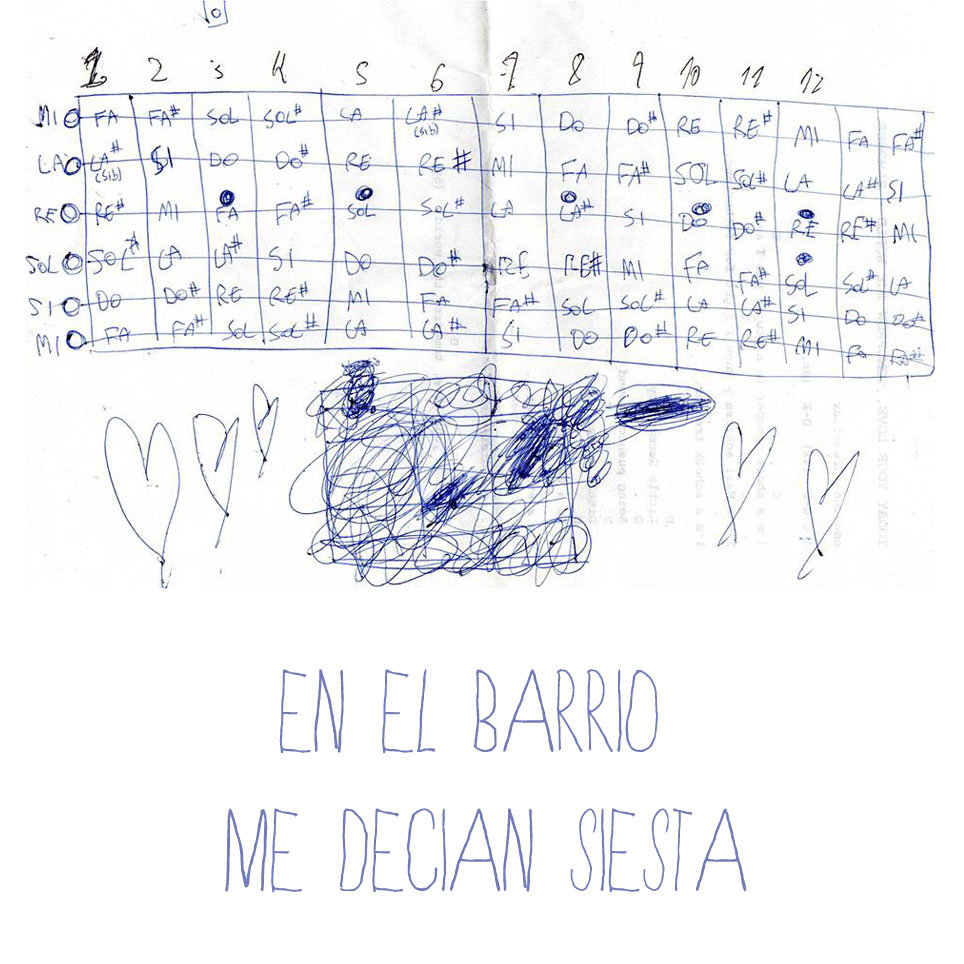 0
1 2 3 4 5 6 7 8 9 10 11 12
MI FA FA# SOL SOL# LA LA# (SIb) SI DO DO# RE RE# MI FA FA#
LA LA# (SIb) SI DO DO# RE RE# MI FA FA# SOL SOL# LA LA# SI
RE RE# MI FA FA# SOL SOL# LA LA# SI DO DO# RE RE# MI
SOL SOL# LA LA# SI DO DO# RE RE# MI FA FA# SOL SOL# LA
SI DO DO# RE RE# MI FA FA# SOL SOL# LA LA# SI DO DO#
MI FA FA# SOL SOL# LA LA# SI DO DO# RE RE# MI FA FA#
EN EL BARRIO
ME DECIAN SIESTA